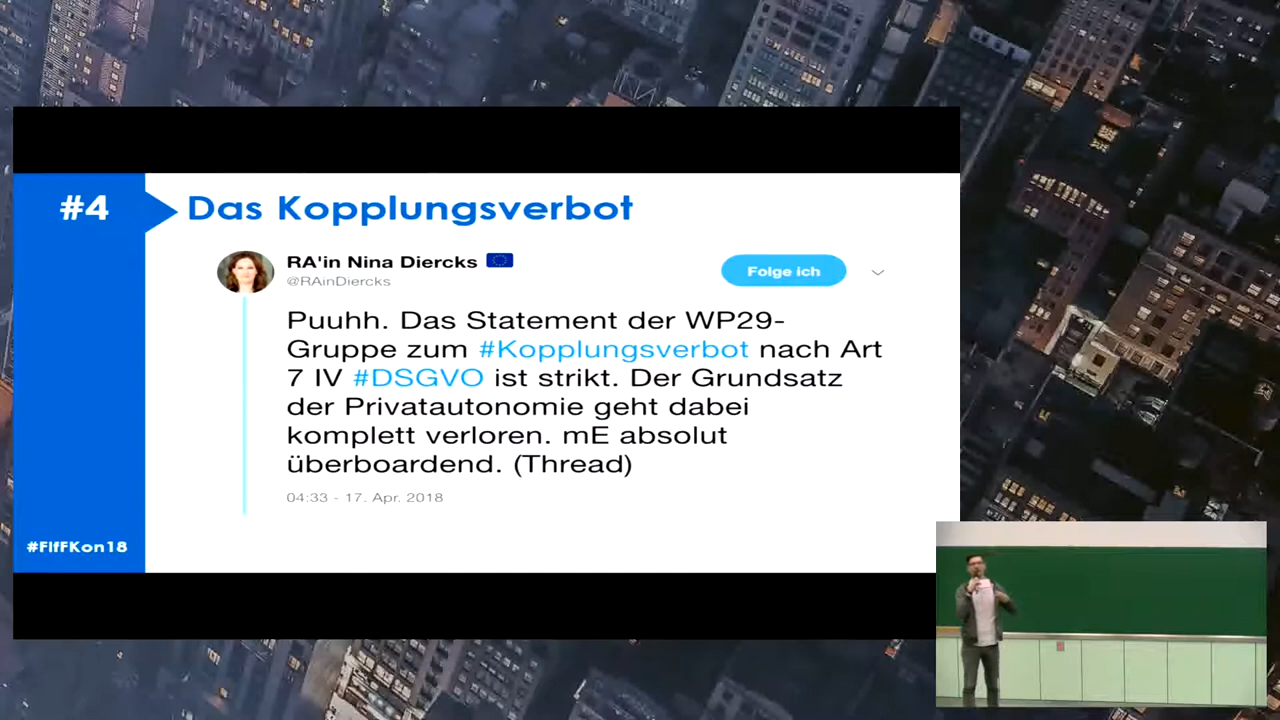 #4
Das Kopplungsverbot
RA'in Nina Diercks
@RAinDiercks
Folge ich
Puuhh. Das Statement der WP29-
Gruppe zum #Kopplungsverbot nach Art
7 IV #DSGVO ist strikt. Der Grundsatz
der Privatautonomie geht dabei
komplett verloren. mE absolut
überboardend. (Thread)
04:33 - 17. Apr. 2018
#FIfFKon18